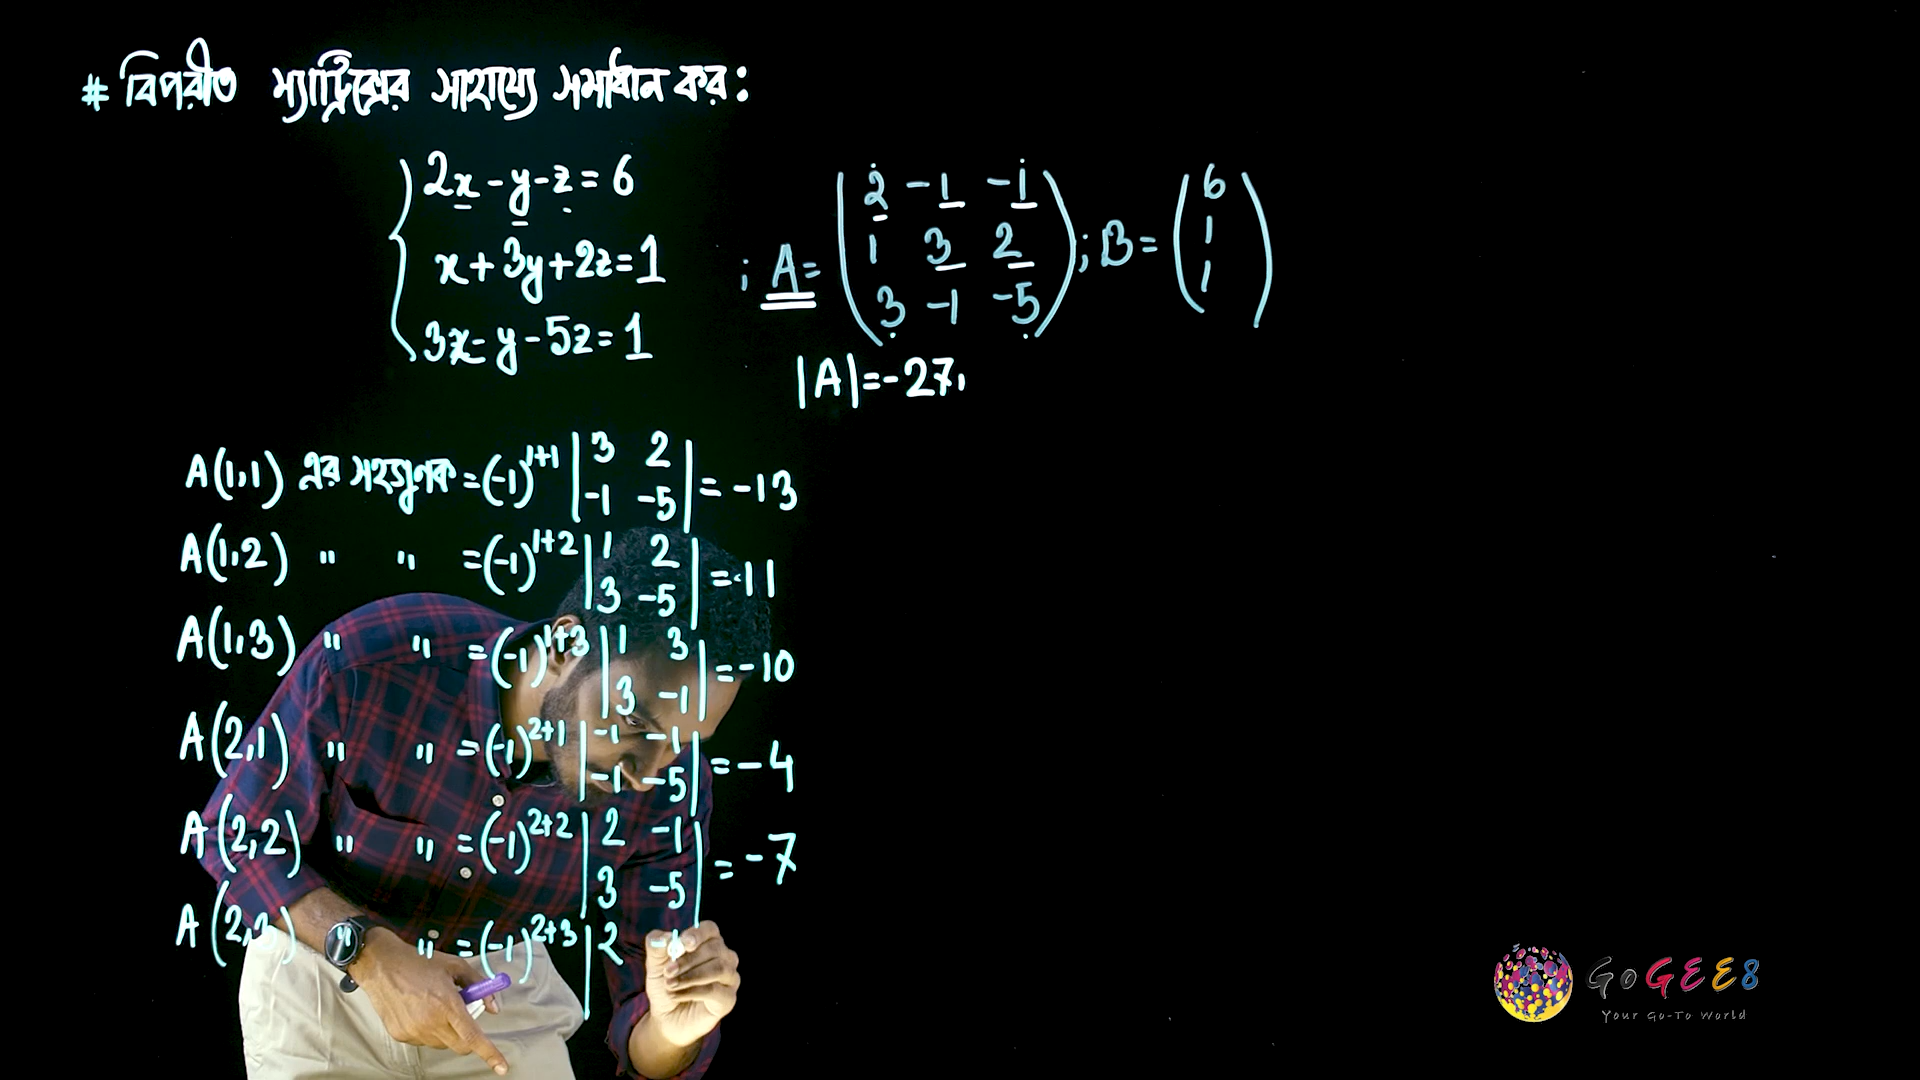 # বিপরীত ম্যাট্রিক্সের সাহায্যে সমাধান কর:
2x - y - z = 6
x + 3y + 2z = 1
3x - y - 5z = 1
; A = ( 2 -1 -1
1 3 2
3 -1 -5 ) ; B = ( 6
1
1 )
|A| = -27,
A(1,1) এর সহগুণক = (-1)^1+1 | 3 2
-1 -5 | = -13
A(1,2) " " = (-1)^1+2 | 1 2
3 -5 | = 11
A(1,3) " " = (-1)^1+3 | 1 3
3 -1 | = -10
A(2,1) " " = (-1)^2+1 | -1 -1
-1 -5 | = -4
A(2,2) " " = (-1)^2+2 | 2 -1
3 -5 | = -7
A(2,3) " " = (-1)^2+3 | 2 -1
GoGEE8
Your Go-To World